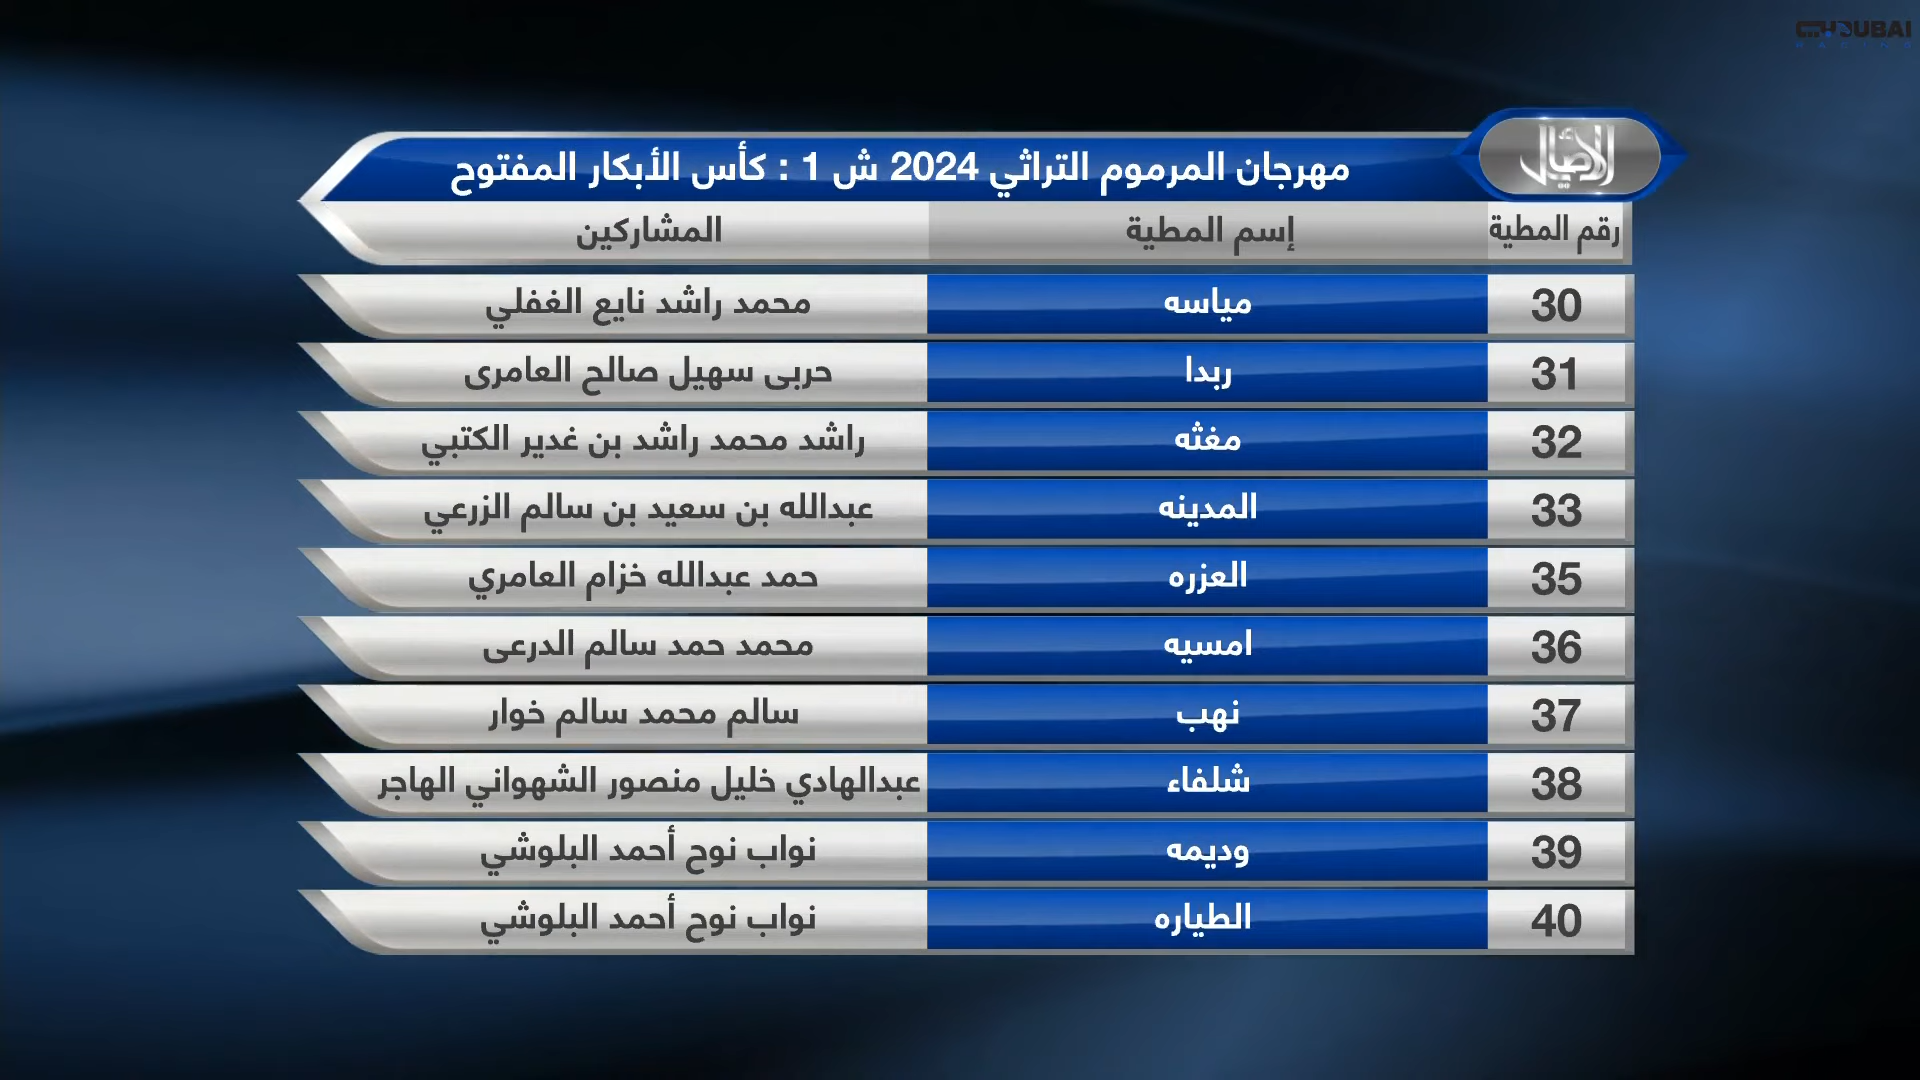 DUBAI
RACING
الأصايل
مهرجان المرموم التراثي 2024 ش 1 : كأس الأبكار المفتوح
رقم المطية إسم المطية المشاركين
30 مياسه محمد راشد نايع الغفلي
31 ربدا حربى سهيل صالح العامرى
32 مغثه راشد محمد راشد بن غدير الكتبي
33 المدينه عبدالله بن سعيد بن سالم الزرعي
35 العزره حمد عبدالله خزام العامري
36 امسيه محمد حمد سالم الدرعى
37 نهب سالم محمد سالم خوار
38 شلفاء عبدالهادي خليل منصور الشهواني الهاجر
39 وديمه نواب نوح أحمد البلوشي
40 الطياره نواب نوح أحمد البلوشي